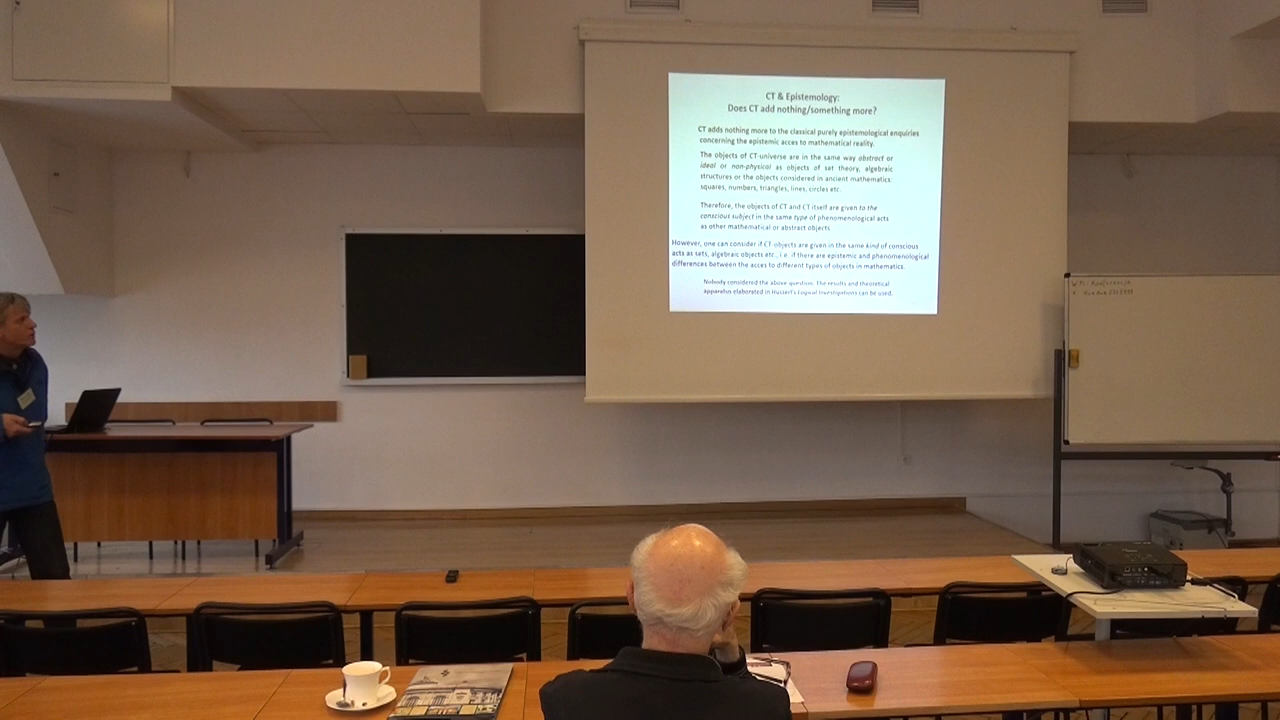 CT & Epistemology:
Does CT add nothing/something more?
CT adds nothing more to the classical purely epistemological enquiries
concerning the epistemic acces to mathematical reality.
The objects of CT-universe are in the same way abstract or
ideal or non-physical as objects of set theory, algebraic
structures or the objects considered in ancient mathematics:
squares, numbers, triangles, lines, circles etc.
Therefore, the objects of CT and CT itself are given to the
conscious subject in the same type of phenomenological acts
as other mathematical or abstract objects
However, one can consider if CT-objects are given in the same kind of conscious
acts as sets, algebraic objects etc., i.e. if there are epistemic and phenomenological
differences between the acces to different types of objects in mathematics.
Nobody considered the above question. The results and theoretical
apparatus elaborated in Husserl's Logical Investigations can be used.